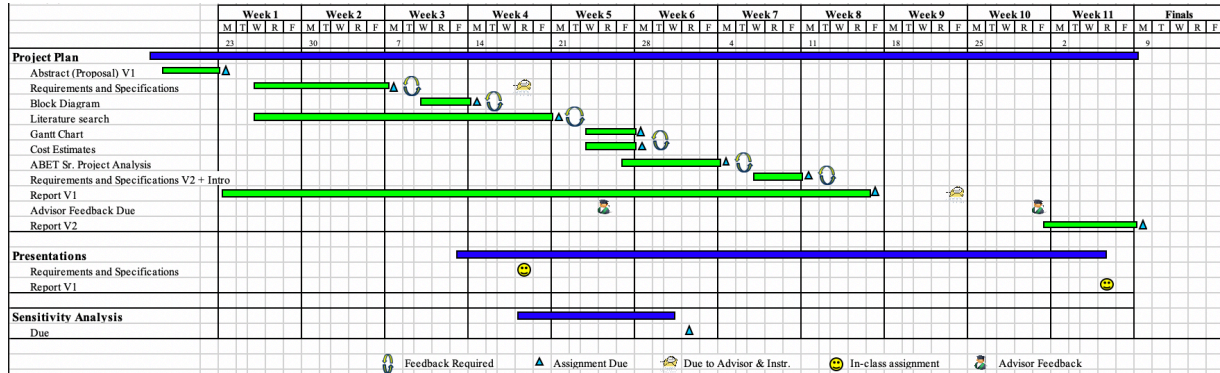 Week 1 Week 2 Week 3 Week 4 Week 5 Week 6 Week 7 Week 8 Week 9 Week 10 Week 11 Finals
M T W R F M T W R F M T W R F M T W R F M T W R F M T W R F M T W R F M T W R F M T W R F M T W R F M T W R F M T W R F
23 30 7 14 21 28 4 11 18 25 2 9
Project Plan
Abstract (Proposal) V1
Requirements and Specifications
Block Diagram
Literature search
Gantt Chart
Cost Estimates
ABET Sr. Project Analysis
Requirements and Specifications V2 + Intro
Report V1
Advisor Feedback Due
Report V2
Presentations
Requirements and Specifications
Report V1
Sensitivity Analysis
Due
Feedback Required Assignment Due Due to Advisor & Instr. In-class assignment Advisor Feedback